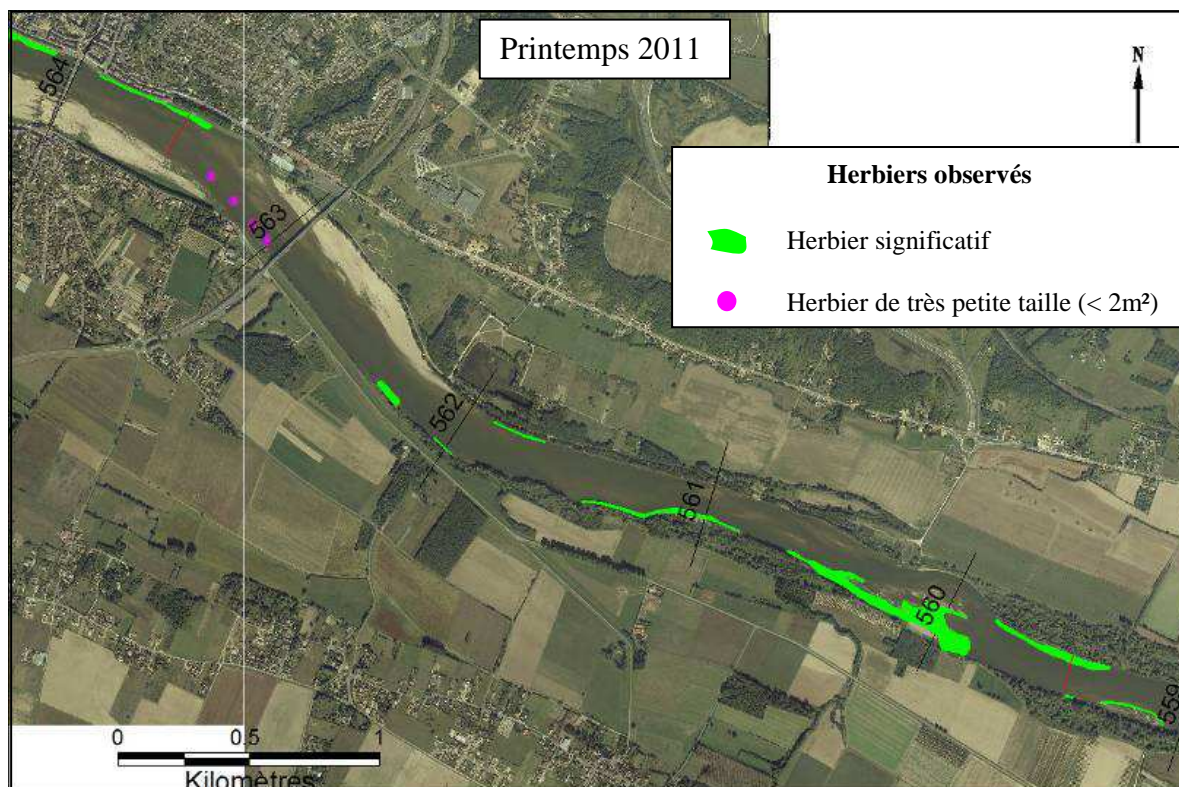 Printemps 2011
N
Herbiers observés
Herbier significatif
Herbier de très petite taille (< 2m²)
564
563
562
561
560
559
0 0.5 1
Kilomètres